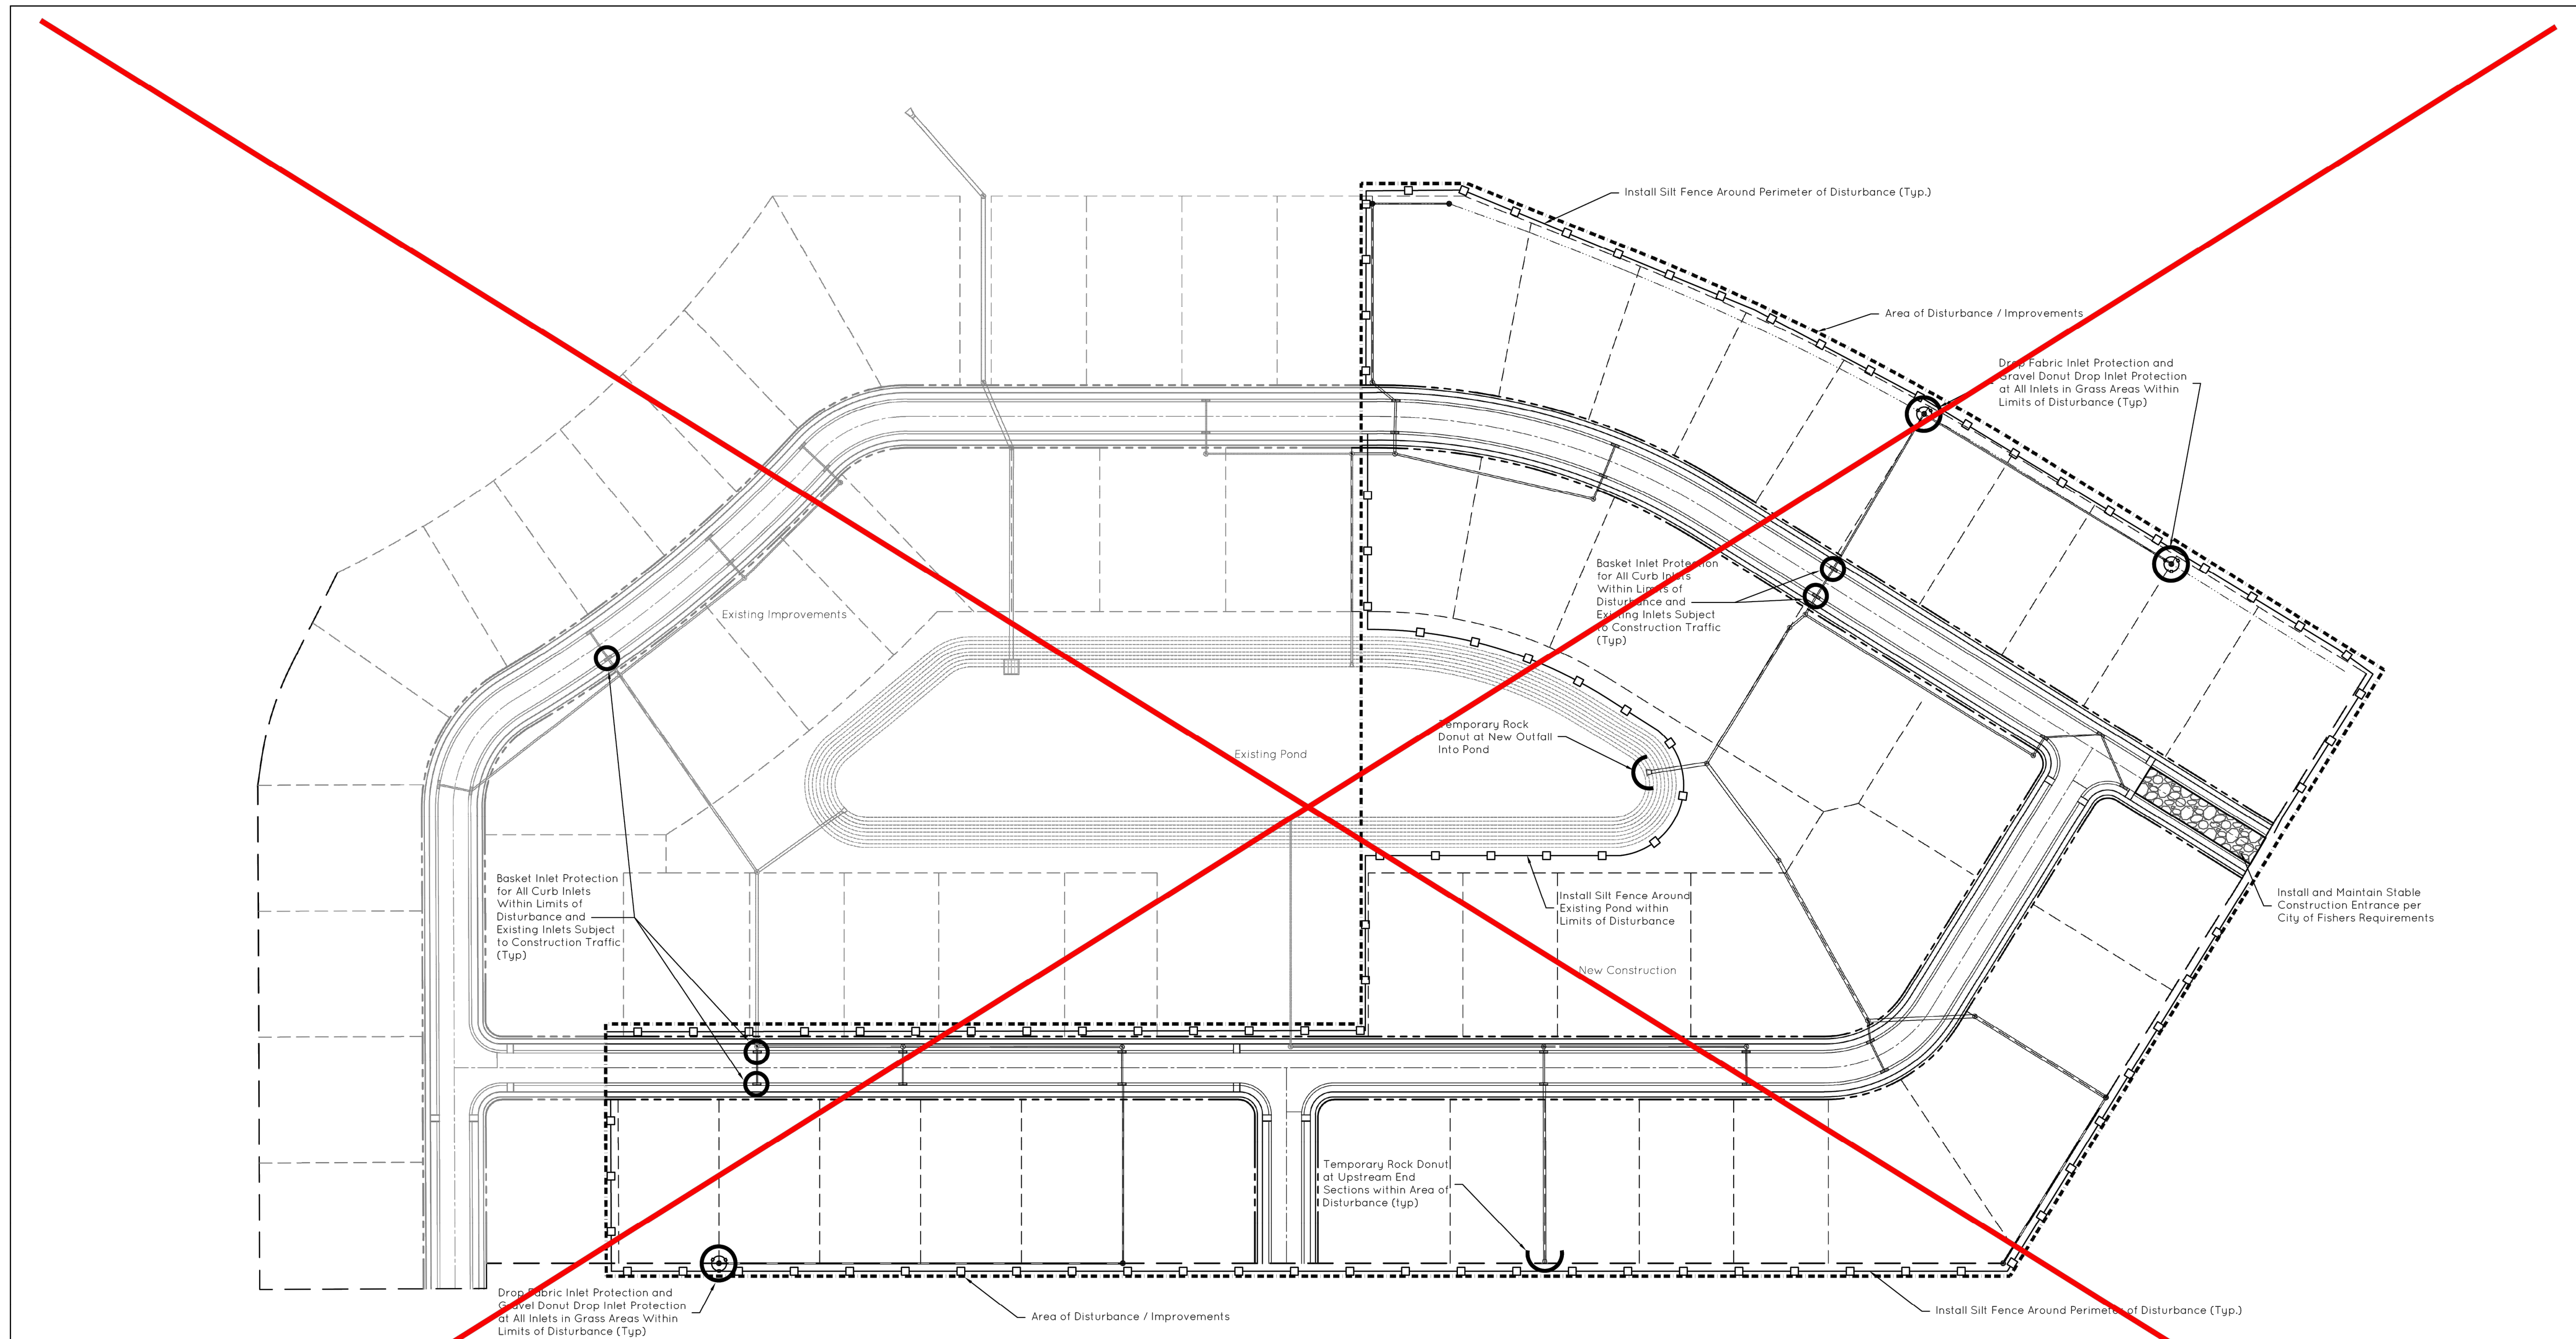 Install Silt Fence Around Perimeter of Disturbance (Typ.)
Area of Disturbance / Improvements
Drop Fabric Inlet Protection and
Gravel Donut Drop Inlet Protection
at All Inlets in Grass Areas Within
Limits of Disturbance (Typ)
Basket Inlet Protection
for All Curb Inlets
Within Limits of
Disturbance and
Existing Inlets Subject
to Construction Traffic
(Typ)
Existing Improvements
Temporary Rock
Donut at New Outfall
Into Pond
Existing Pond
Basket Inlet Protection
for All Curb Inlets
Within Limits of
Disturbance and
Existing Inlets Subject
to Construction Traffic
(Typ)
Install Silt Fence Around
Existing Pond within
Limits of Disturbance
Install and Maintain Stable
Construction Entrance per
City of Fishers Requirements
New Construction
Temporary Rock Donut
at Upstream End
Sections within Area of
Disturbance (typ)
Drop Fabric Inlet Protection and
Gravel Donut Drop Inlet Protection
at All Inlets in Grass Areas Within
Limits of Disturbance (Typ)
Area of Disturbance / Improvements
Install Silt Fence Around Perimeter of Disturbance (Typ.)